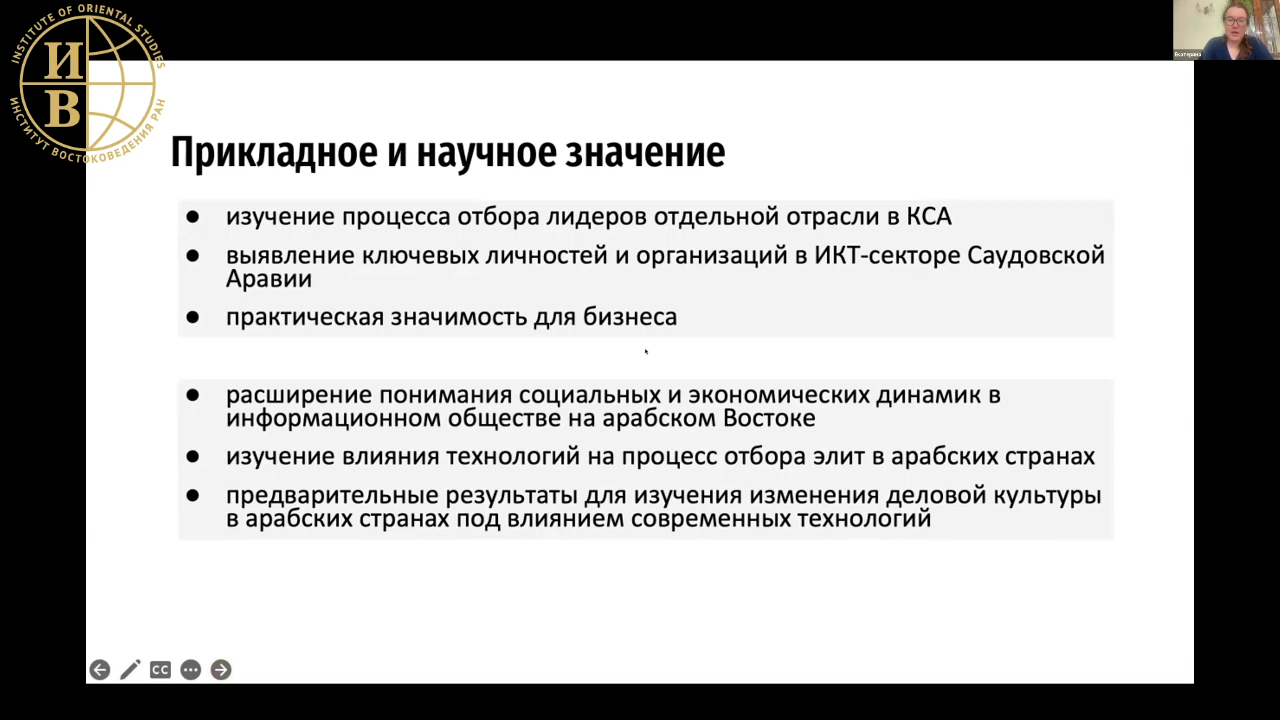 INSTITUTE OF ORIENTAL STUDIES
И
В
ИНСТИТУТ ВОСТОКОВЕДЕНИЯ РАН
Екатерина
Прикладное и научное значение
● изучение процесса отбора лидеров отдельной отрасли в КСА
● выявление ключевых личностей и организаций в ИКТ-секторе Саудовской
Аравии
● практическая значимость для бизнеса
● расширение понимания социальных и экономических динамик в
информационном обществе на арабском Востоке
● изучение влияния технологий на процесс отбора элит в арабских странах
● предварительные результаты для изучения изменения деловой культуры
в арабских странах под влиянием современных технологий
CC